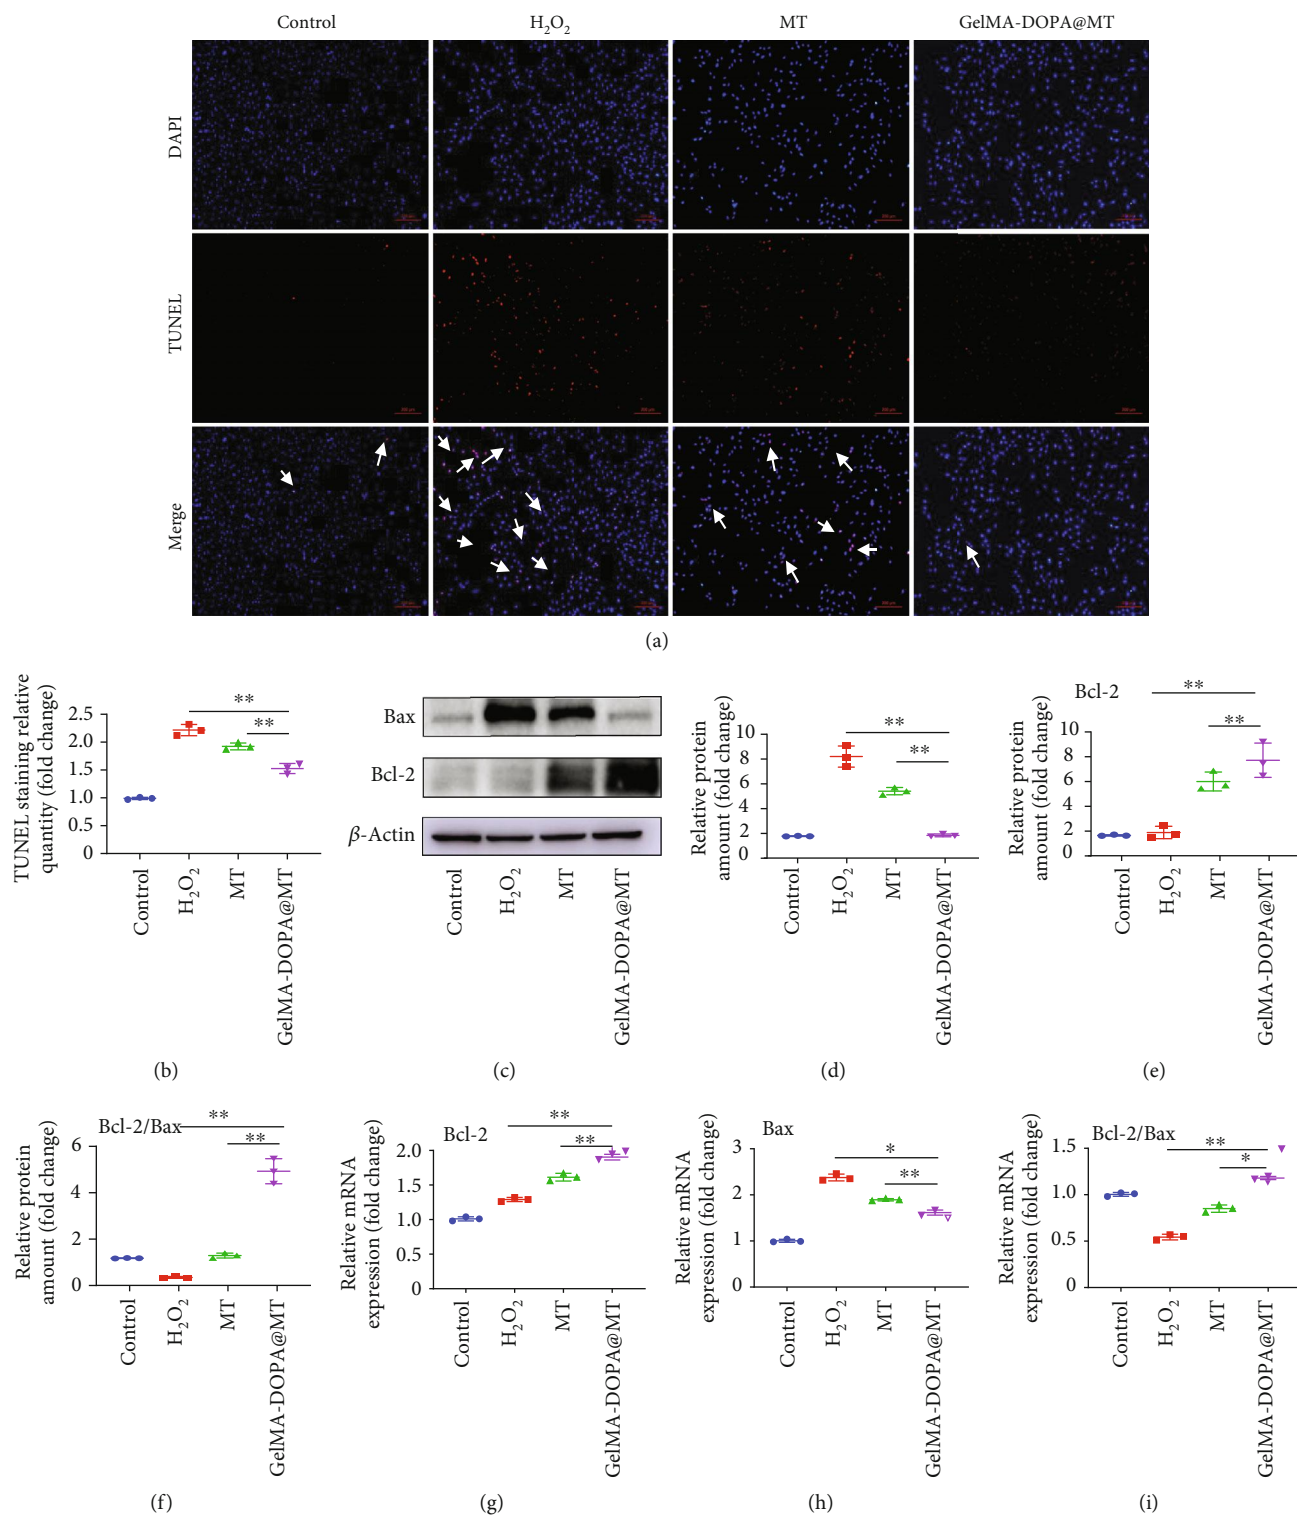 Control
H₂O₂
MT
GelMA-DOPA@MT
DAPI
TUNEL
Merge
(a)
TUNEL staining relative
quantity (fold change)
2.5
2.0
1.5
1.0
0.5
0
**
**
Control
H₂O₂
MT
GelMA-DOPA@MT
(b)
Bax
Bcl-2
β-Actin
Control
H₂O₂
MT
GelMA-DOPA@MT
(c)
Relative protein
amount (fold change)
10
8
6
4
2
0
**
**
Control
H₂O₂
MT
GelMA-DOPA@MT
(d)
Bcl-2
Relative protein
amount (fold change)
10
8
6
4
2
0
**
**
Control
H₂O₂
MT
GelMA-DOPA@MT
(e)
Bcl-2/Bax
Relative protein
amount (fold change)
6
4
2
0
**
**
Control
H₂O₂
MT
GelMA-DOPA@MT
(f)
Bcl-2
Relative mRNA
expression (fold change)
2.0
1.5
1.0
0.5
0
**
**
Control
H₂O₂
MT
GelMA-DOPA@MT
(g)
Bax
Relative mRNA
expression (fold change)
3
2
1
0
*
**
Control
H₂O₂
MT
GelMA-DOPA@MT
(h)
Bcl-2/Bax
Relative mRNA
expression (fold change)
1.5
1.0
0.5
0
**
*
Control
H₂O₂
MT
GelMA-DOPA@MT
(i)